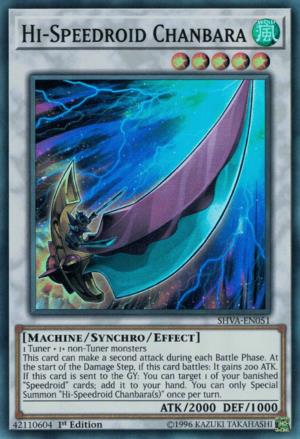 HI-SPEEDROID CHANBARA
風
SHVA-EN051
[MACHINE/SYNCHRO/EFFECT]
1 Tuner + 1+ non-Tuner monsters
This card can make a second attack during each Battle Phase. At
the start of the Damage Step, if this card battles: It gains 200 ATK.
If this card is sent to the GY: You can target 1 of your banished
"Speedroid" cards; add it to your hand. You can only Special
Summon "Hi-Speedroid Chanbara(s)" once per turn.
ATK/2000 DEF/1000
42110604 1st Edition ©1996 KAZUKI TAKAHASHI